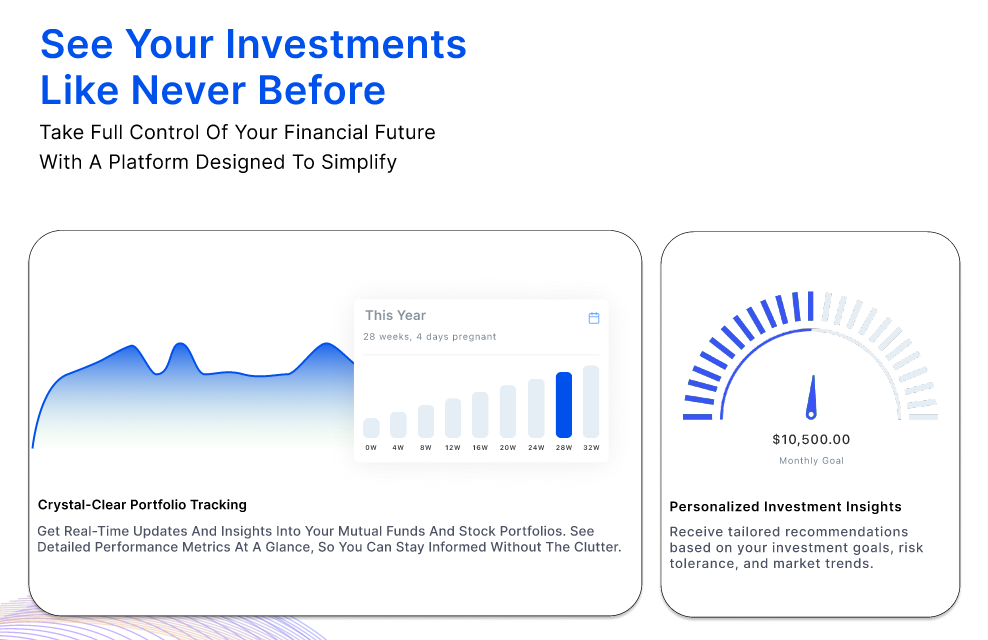 See Your Investments
Like Never Before
Take Full Control Of Your Financial Future
With A Platform Designed To Simplify
This Year
28 weeks, 4 days pregnant
0W 4W 8W 12W 16W 20W 24W 28W 32W
Crystal-Clear Portfolio Tracking
Get Real-Time Updates And Insights Into Your Mutual Funds And Stock Portfolios. See
Detailed Performance Metrics At A Glance, So You Can Stay Informed Without The Clutter.
$10,500.00
Monthly Goal
Personalized Investment Insights
Receive tailored recommendations
based on your investment goals, risk
tolerance, and market trends.